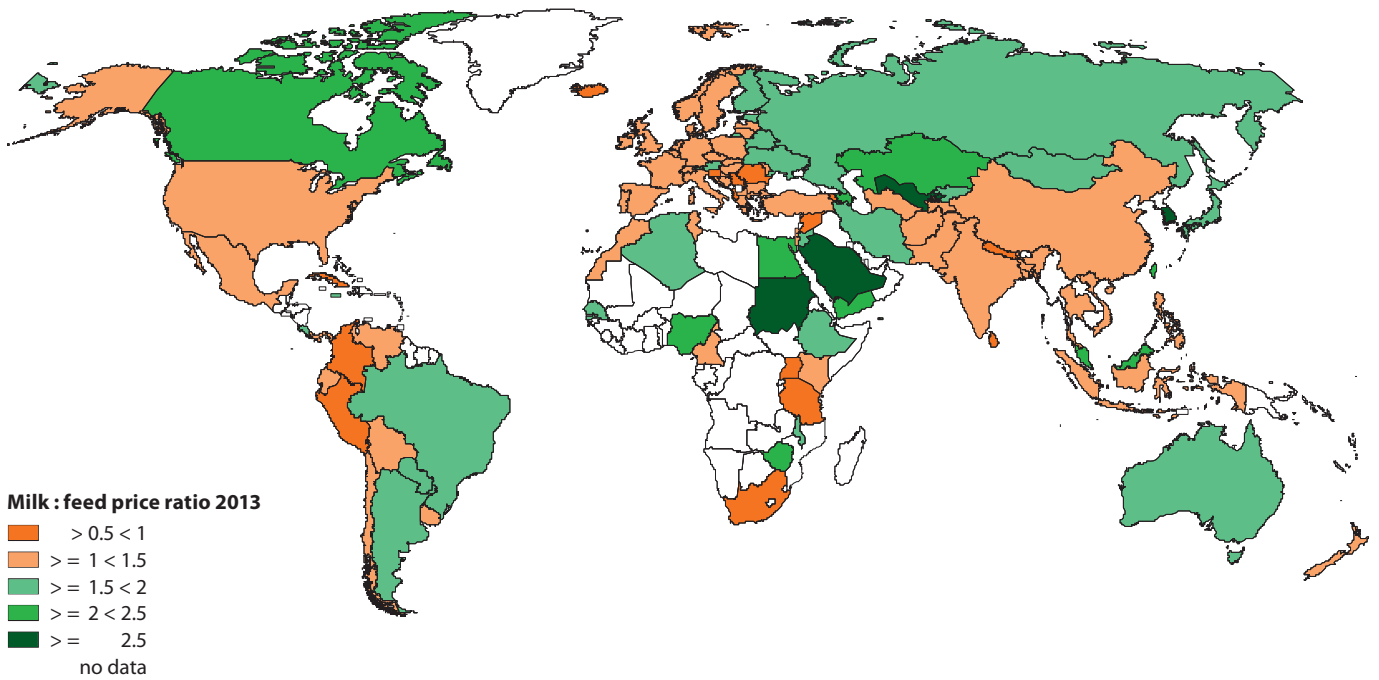 Milk : feed price ratio 2013
> 0.5 < 1
> = 1 < 1.5
> = 1.5 < 2
> = 2 < 2.5
> = 2.5
no data